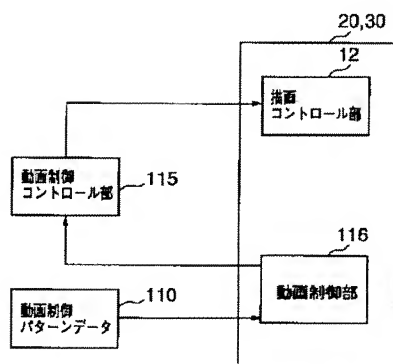 20,30
12
描画
コントロール部
動画制御
コントロール部
115
116
動画制御部
動画制御
パターンデータ
110